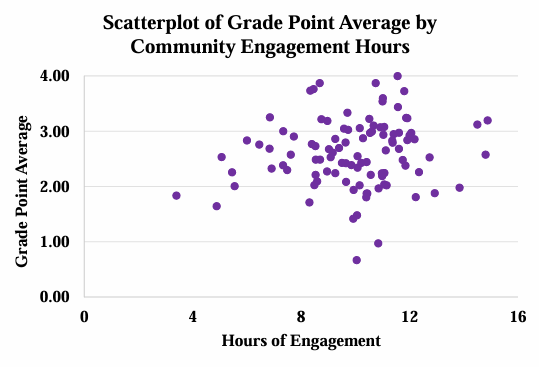 Scatterplot of Grade Point Average by
Community Engagement Hours
4.00
3.00
2.00
1.00
0.00
Grade Point Average
0 4 8 12 16
Hours of Engagement